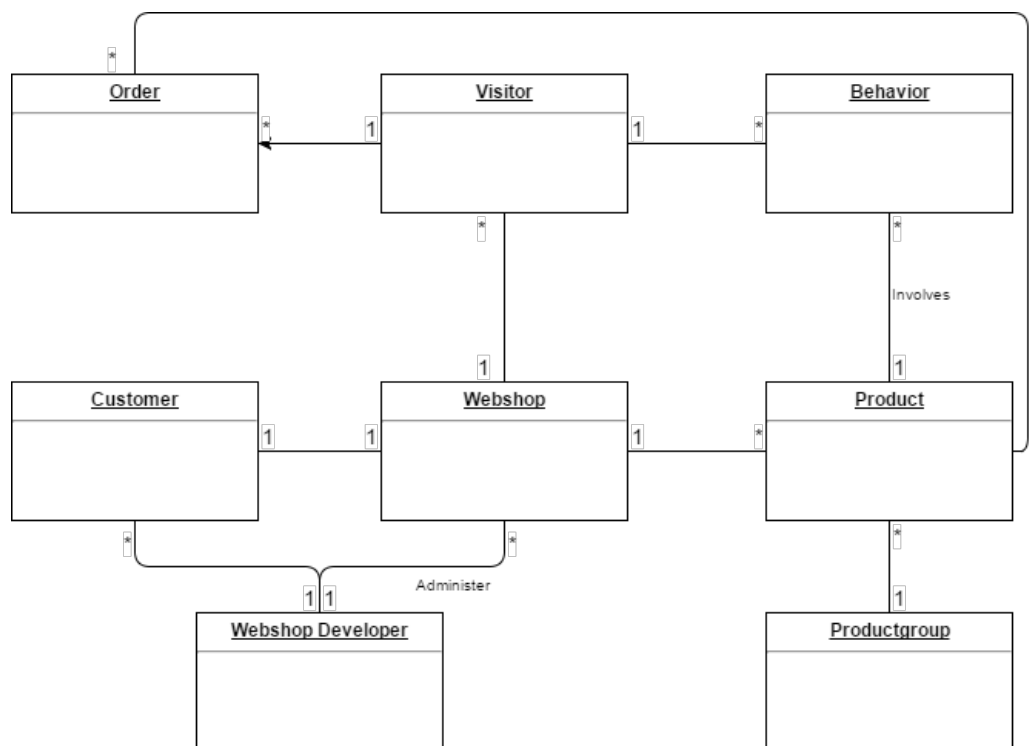 *
Order
Visitor
Behavior
* 1
1 *
* *
Involves
1 1
Customer
Webshop
Product
1 1
1 *
* * *
Administer
1 1 1
Webshop Developer
Productgroup